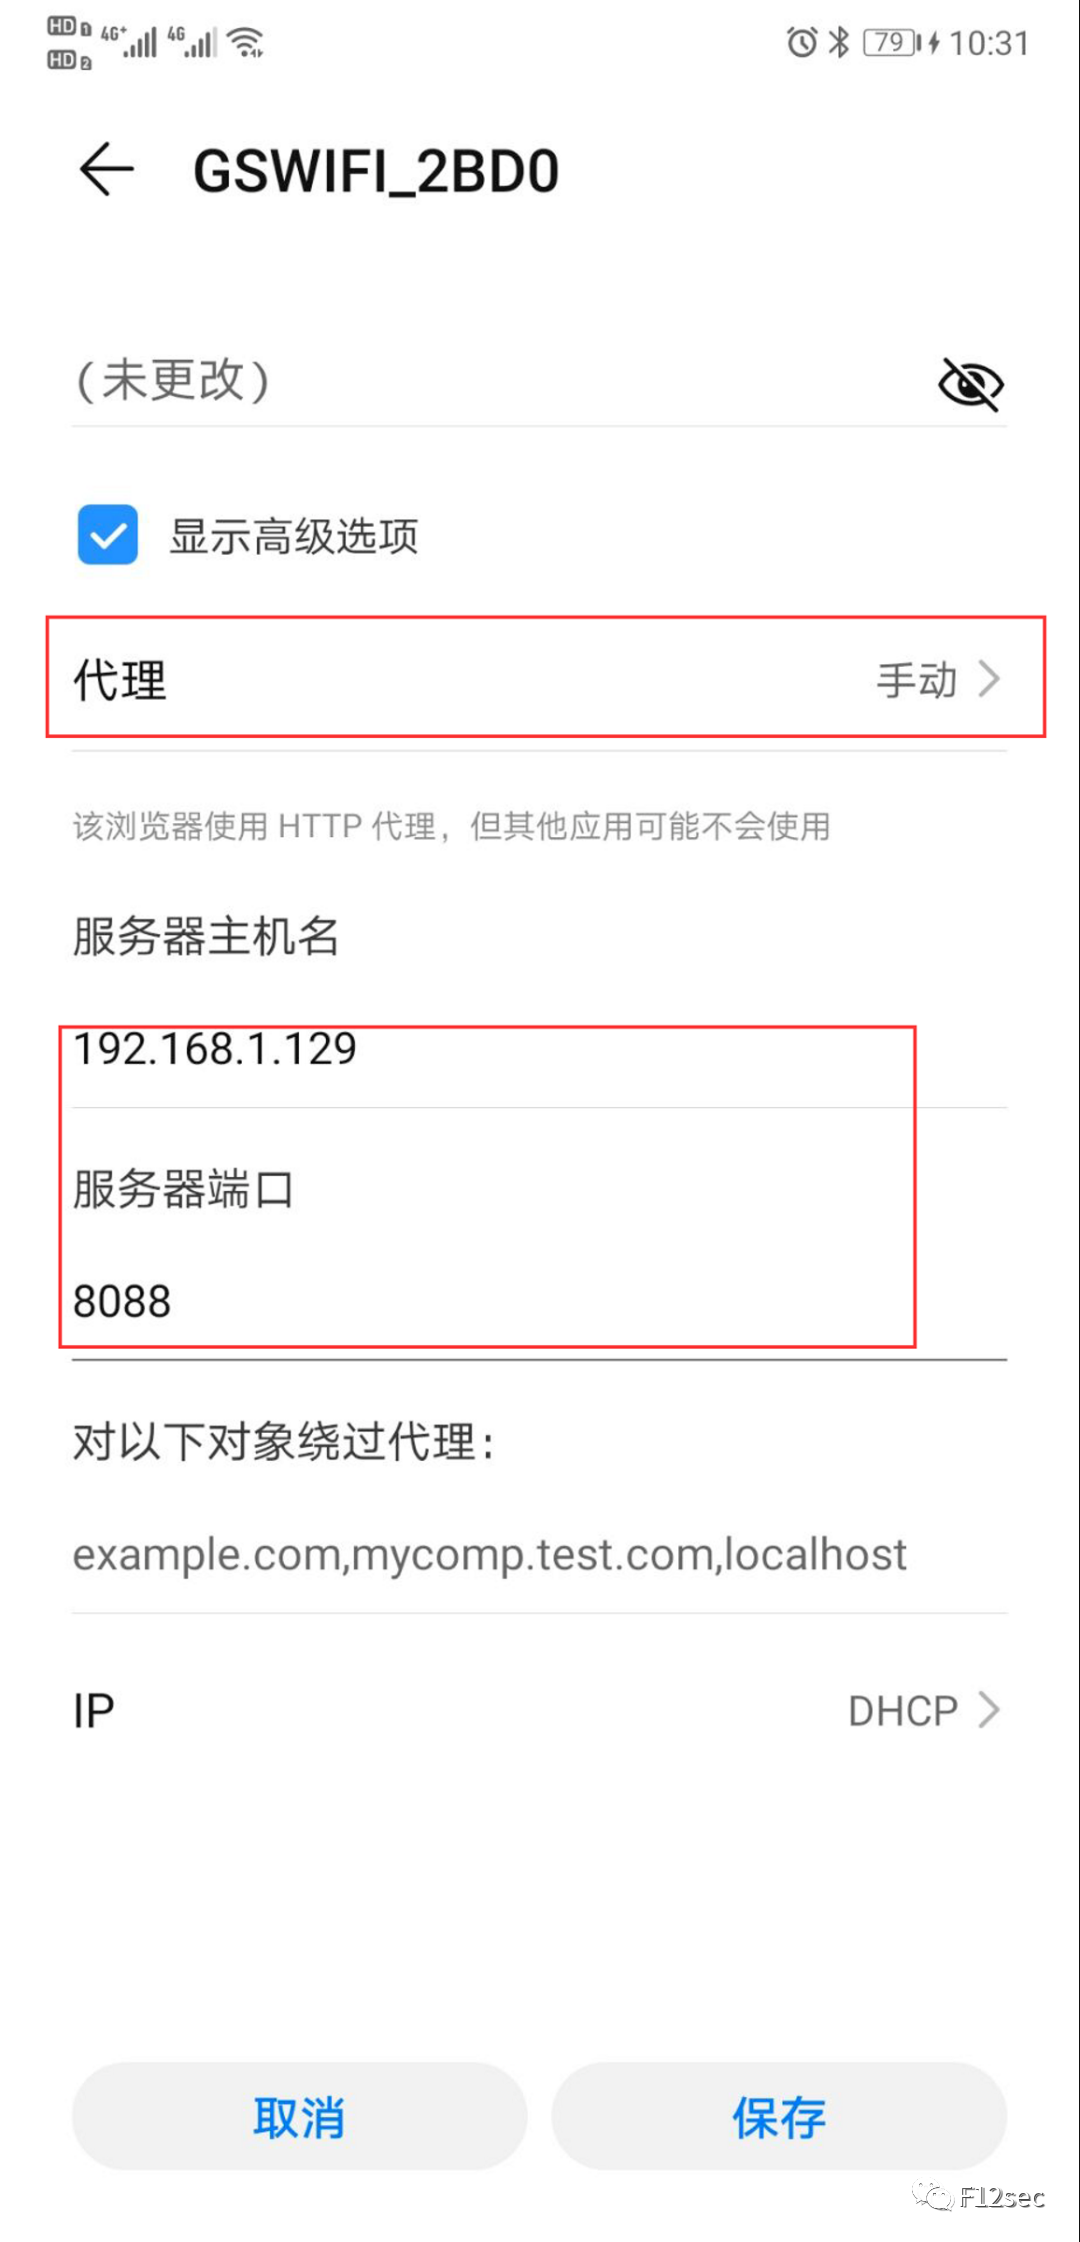 HD 1 4G+ 4G 79 10:31
HD 2
GSWIFI_2BD0
(未更改)
显示高级选项
代理 手动
该浏览器使用 HTTP 代理，但其他应用可能不会使用
服务器主机名
192.168.1.129
服务器端口
8088
对以下对象绕过代理：
example.com,mycomp.test.com,localhost
IP DHCP
取消 保存
F12sec